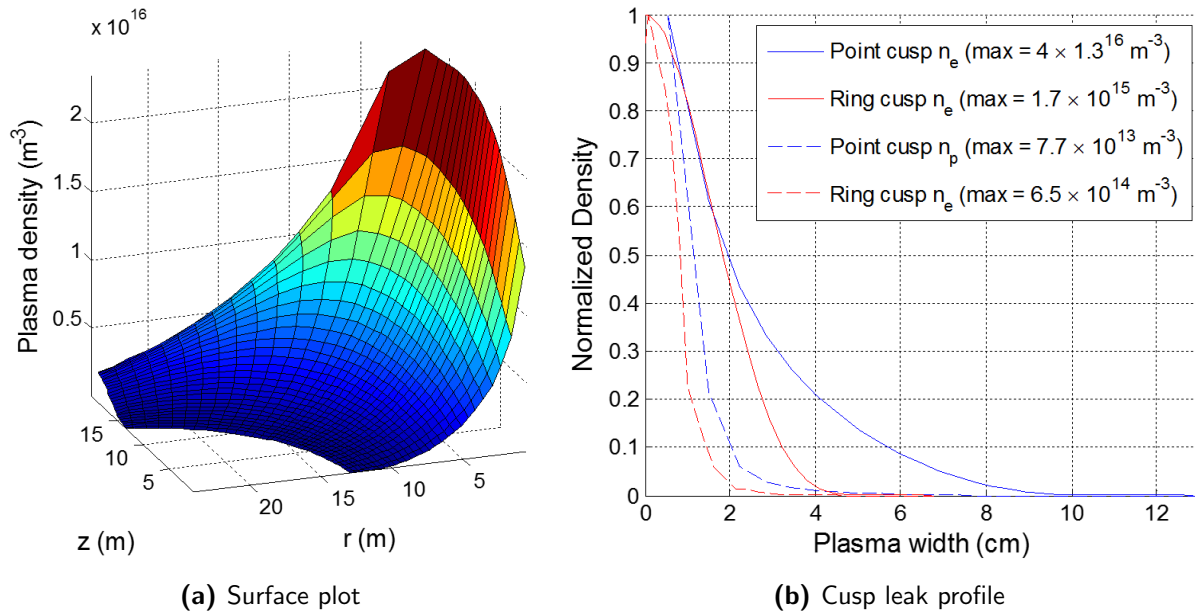 x 10^16
Plasma density (m^-3)
2
1.5
1
0.5
15
10
5
z (m)
20
15
10
5
r (m)
(a) Surface plot
Normalized Density
1
0.9
0.8
0.7
0.6
0.5
0.4
0.3
0.2
0.1
0
Point cusp n_e (max = 4 × 1.3^16 m^-3)
Ring cusp n_e (max = 1.7 × 10^15 m^-3)
Point cusp n_p (max = 7.7 × 10^13 m^-3)
Ring cusp n_e (max = 6.5 × 10^14 m^-3)
0 2 4 6 8 10 12
Plasma width (cm)
(b) Cusp leak profile